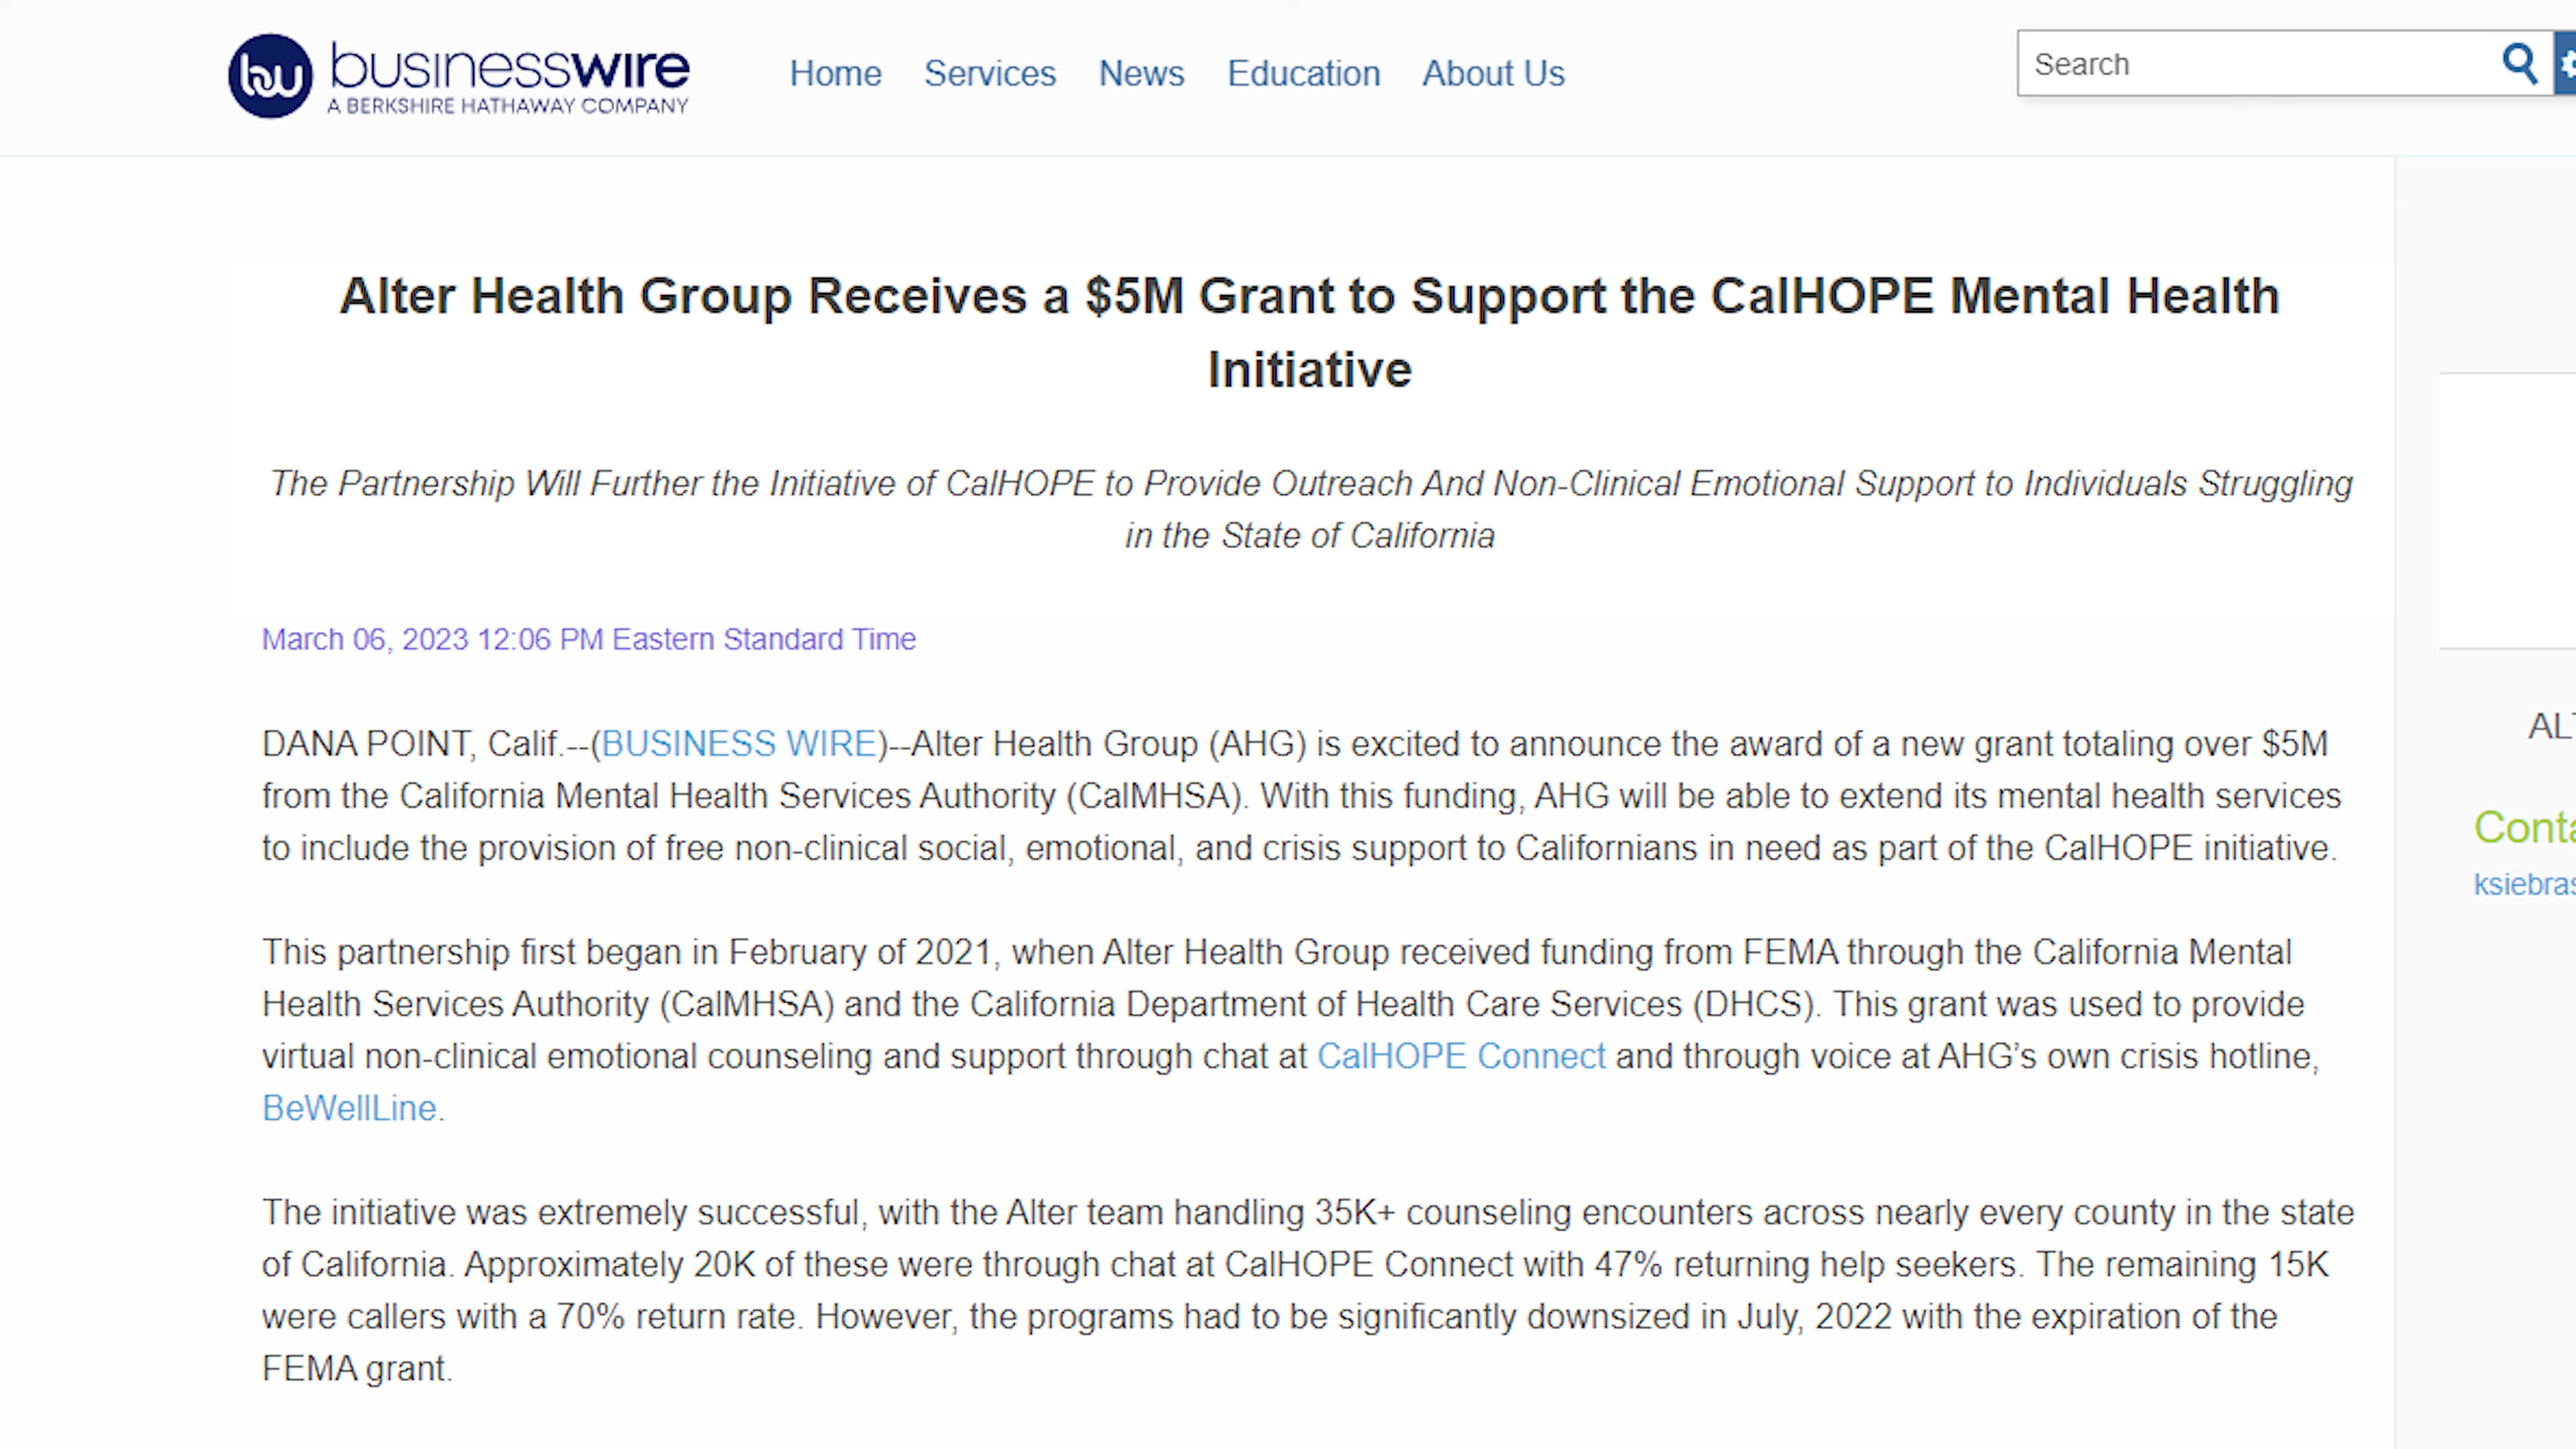 businesswire
A BERKSHIRE HATHAWAY COMPANY
Home Services News Education About Us
Search
Alter Health Group Receives a $5M Grant to Support the CalHOPE Mental Health
Initiative
The Partnership Will Further the Initiative of CalHOPE to Provide Outreach And Non-Clinical Emotional Support to Individuals Struggling
in the State of California
March 06, 2023 12:06 PM Eastern Standard Time
DANA POINT, Calif.--(BUSINESS WIRE)--Alter Health Group (AHG) is excited to announce the award of a new grant totaling over $5M
from the California Mental Health Services Authority (CalMHSA). With this funding, AHG will be able to extend its mental health services
to include the provision of free non-clinical social, emotional, and crisis support to Californians in need as part of the CalHOPE initiative.
This partnership first began in February of 2021, when Alter Health Group received funding from FEMA through the California Mental
Health Services Authority (CalMHSA) and the California Department of Health Care Services (DHCS). This grant was used to provide
virtual non-clinical emotional counseling and support through chat at CalHOPE Connect and through voice at AHG's own crisis hotline,
BeWellLine.
The initiative was extremely successful, with the Alter team handling 35K+ counseling encounters across nearly every county in the state
of California. Approximately 20K of these were through chat at CalHOPE Connect with 47% returning help seekers. The remaining 15K
were callers with a 70% return rate. However, the programs had to be significantly downsized in July, 2022 with the expiration of the
FEMA grant.